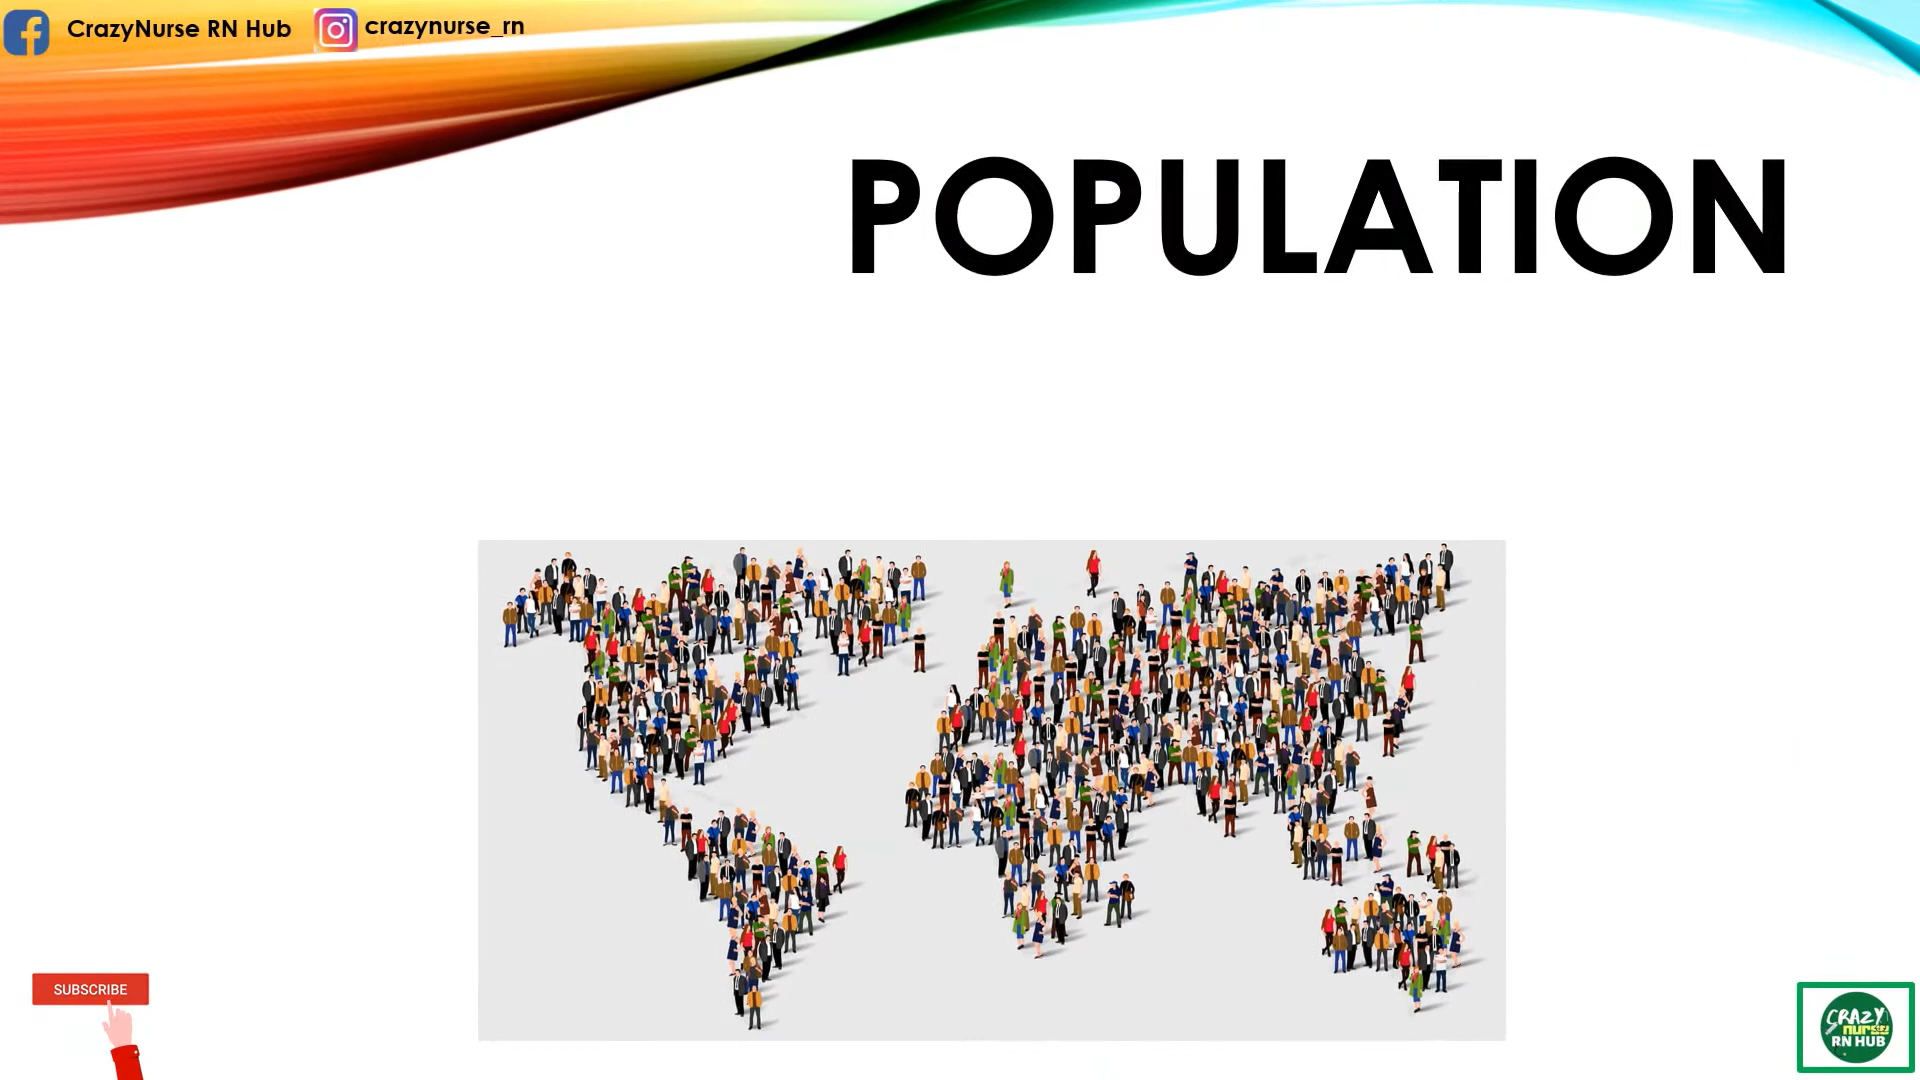 CrazyNurse RN Hub
crazynurse_rn
POPULATION
SUBSCRIBE
CRAZY
nurse
RN HUB